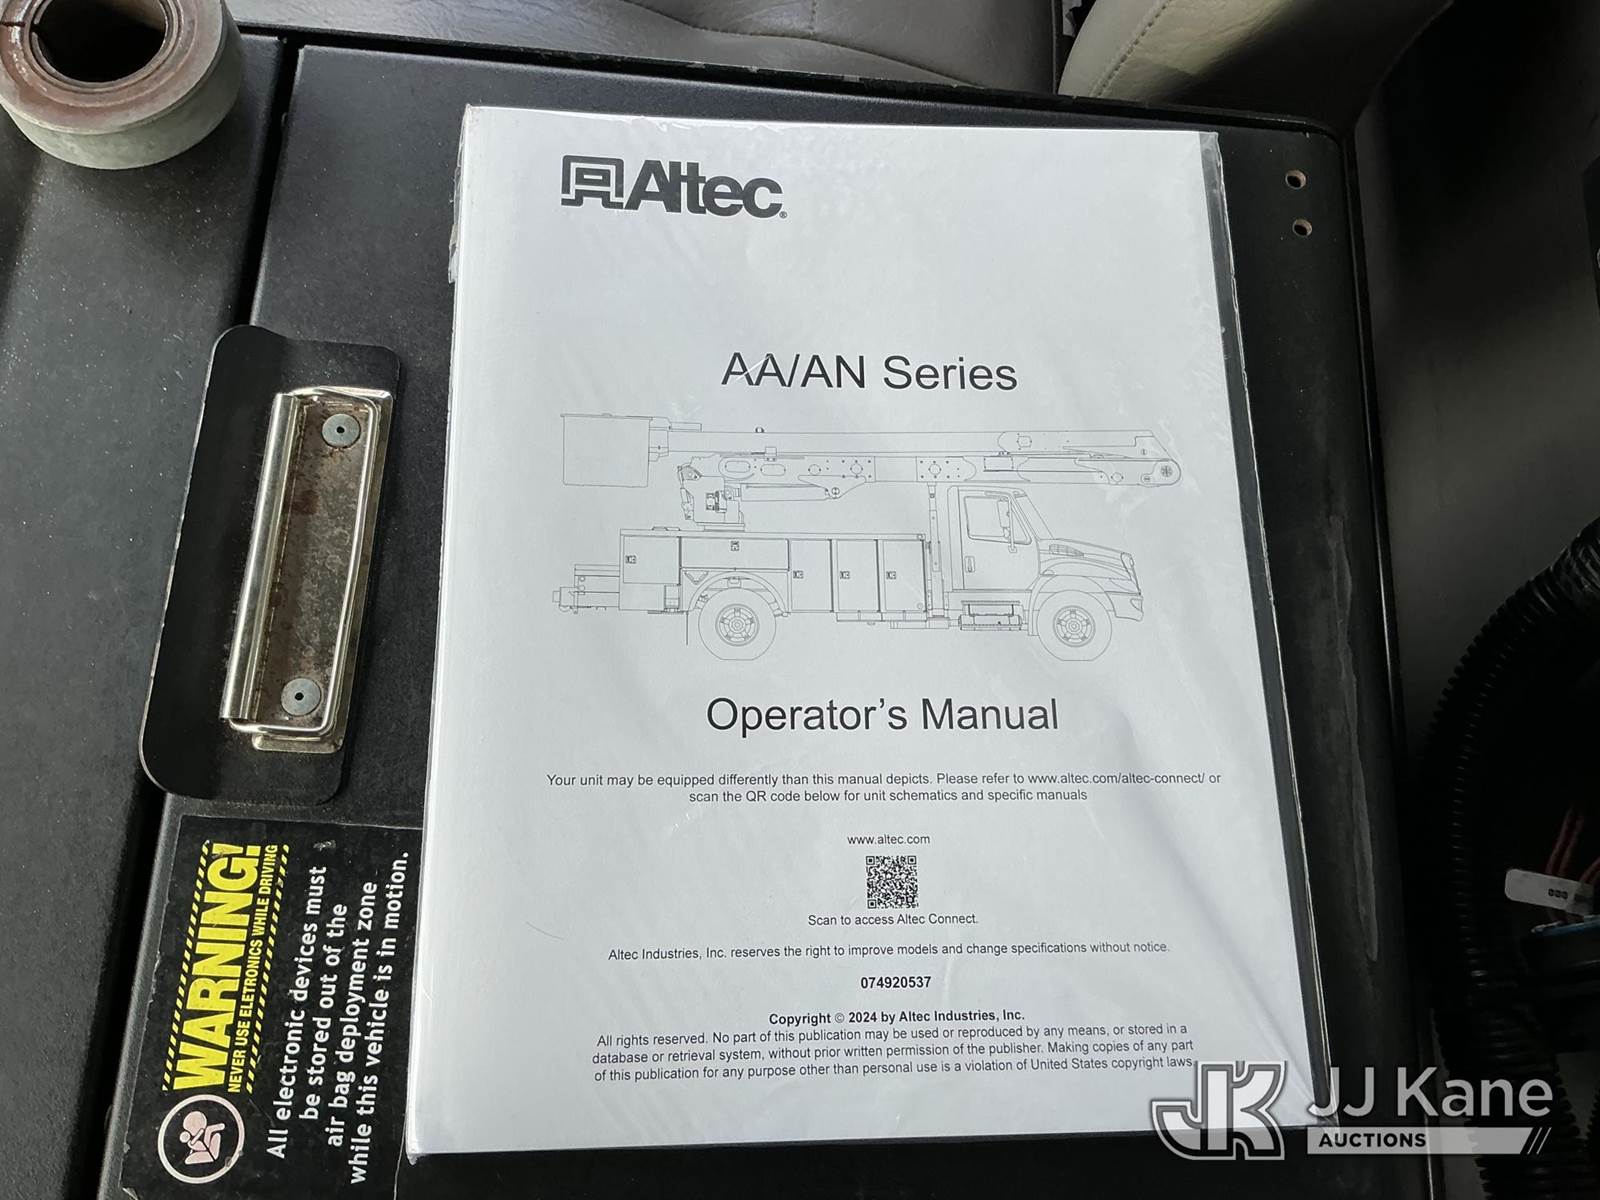 Altec®
AA/AN Series
Operator's Manual
Your unit may be equipped differently than this manual depicts. Please refer to www.altec.com/altec-connect/ or
scan the QR code below for unit schematics and specific manuals
www.altec.com
Scan to access Altec Connect.
Altec Industries, Inc. reserves the right to improve models and change specifications without notice.
074920537
Copyright © 2024 by Altec Industries, Inc.
All rights reserved. No part of this publication may be used or reproduced by any means, or stored in a
database or retrieval system, without prior written permission of the publisher. Making copies of any part
of this publication for any purpose other than personal use is a violation of United States copyright laws.
WARNING!
NEVER USE ELETRONICS WHILE DRIVING
All electronic devices must
be stored out of the
air bag deployment zone
while this vehicle is in motion.
JK JJ Kane
AUCTIONS